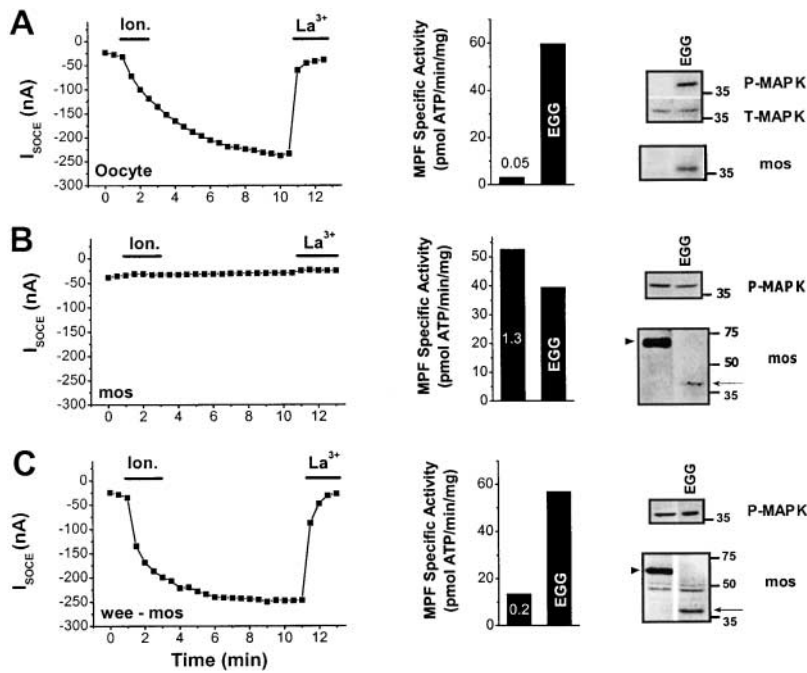 A
Ion.
La3+
ISOCE (nA)
0
-50
-100
-150
-200
-250
-300
Oocyte
0 2 4 6 8 10 12
MPF Specific Activity
(pmol ATP/min/mg)
60
40
20
0
0.05
EGG
EGG
35
P-MAPK
35
T-MAPK
35
mos
B
Ion.
La3+
ISOCE (nA)
0
-50
-100
-150
-200
-250
-300
mos
0 2 4 6 8 10 12
MPF Specific Activity
(pmol ATP/min/mg)
50
40
30
20
10
0
1.3
EGG
EGG
35
P-MAPK
75
50
35
mos
C
Ion.
La3+
ISOCE (nA)
0
-50
-100
-150
-200
-250
-300
wee - mos
0 2 4 6 8 10 12
Time (min)
MPF Specific Activity
(pmol ATP/min/mg)
60
40
20
0
0.2
EGG
EGG
35
P-MAPK
75
50
35
mos